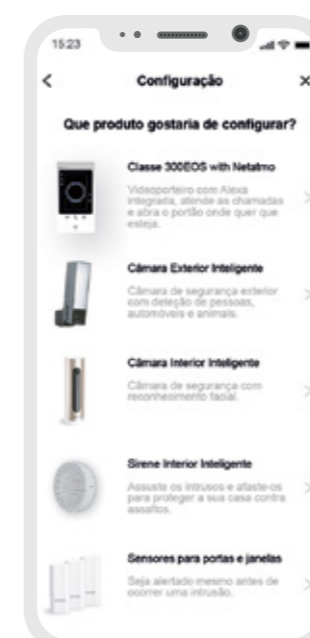 15:23
Configuração
Que produto gostaria de configurar?
Classe 300EOS with Netatmo
Videoporteiro com Alexa
integrada, atende as chamadas
e abra o portão onde quer que
esteja.
Câmara Exterior Inteligente
Câmara de segurança exterior
com deteção de pessoas,
automóveis e animais.
Câmara Interior Inteligente
Câmara de segurança com
reconhecimento facial.
Sirene Interior Inteligente
Assuste os intrusos e afaste-os
para proteger a sua casa contra
assaltos.
Sensores para portas e janelas
Seja alertado mesmo antes de
ocorrer uma intrusão.